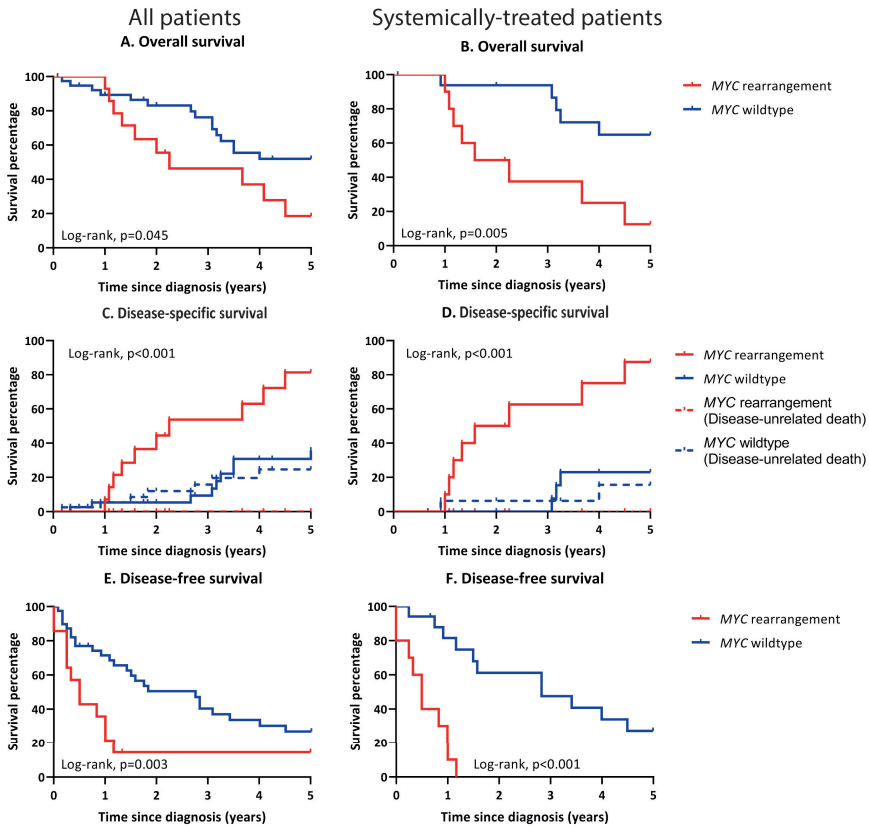 All patients
Systemically-treated patients
A. Overall survival
B. Overall survival
100
80
60
40
20
0
Survival percentage
Log-rank, p=0.045
0 1 2 3 4 5
Time since diagnosis (years)
100
80
60
40
20
0
Survival percentage
Log-rank, p=0.005
0 1 2 3 4 5
Time since diagnosis (years)
MYC rearrangement
MYC wildtype
C. Disease-specific survival
D. Disease-specific survival
100
80
60
40
20
0
Survival percentage
Log-rank, p<0.001
0 1 2 3 4 5
Time since diagnosis (years)
100
80
60
40
20
0
Survival percentage
Log-rank, p<0.001
0 1 2 3 4 5
Time since diagnosis (years)
MYC rearrangement
MYC wildtype
MYC rearrangement
(Disease-unrelated death)
MYC wildtype
(Disease-unrelated death)
E. Disease-free survival
F. Disease-free survival
100
80
60
40
20
0
Survival percentage
Log-rank, p=0.003
0 1 2 3 4 5
Time since diagnosis (years)
100
80
60
40
20
0
Survival percentage
Log-rank, p<0.001
0 1 2 3 4 5
Time since diagnosis (years)
MYC rearrangement
MYC wildtype